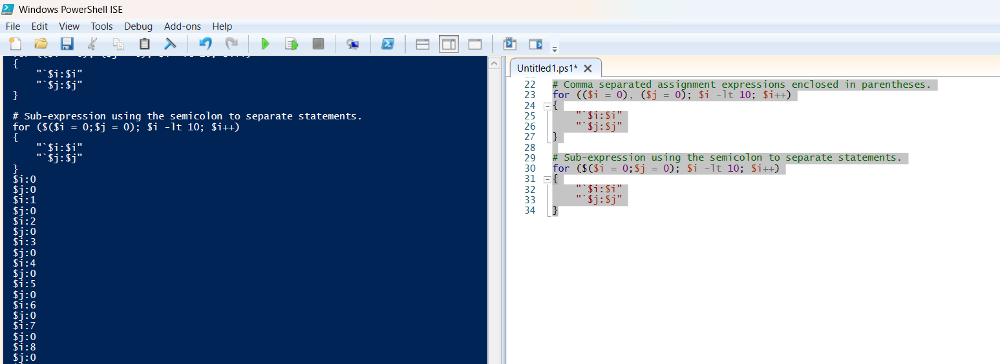 Windows PowerShell ISE
File Edit View Tools Debug Add-ons Help
{
"`$i:$i"
"`$j:$j"
}
# Sub-expression using the semicolon to separate statements.
for ($($i = 0;$j = 0); $i -lt 10; $i++)
{
"`$i:$i"
"`$j:$j"
}
$i:0
$j:0
$i:1
$j:0
$i:2
$j:0
$i:3
$j:0
$i:4
$j:0
$i:5
$j:0
$i:6
$j:0
$i:7
$j:0
$i:8
$j:0
Untitled1.ps1*
22 # Comma separated assignment expressions enclosed in parentheses.
23 for (($i = 0), ($j = 0); $i -lt 10; $i++)
24 {
25 "`$i:$i"
26 "`$j:$j"
27 }
28
29 # Sub-expression using the semicolon to separate statements.
30 for ($($i = 0;$j = 0); $i -lt 10; $i++)
31 {
32 "`$i:$i"
33 "`$j:$j"
34 }